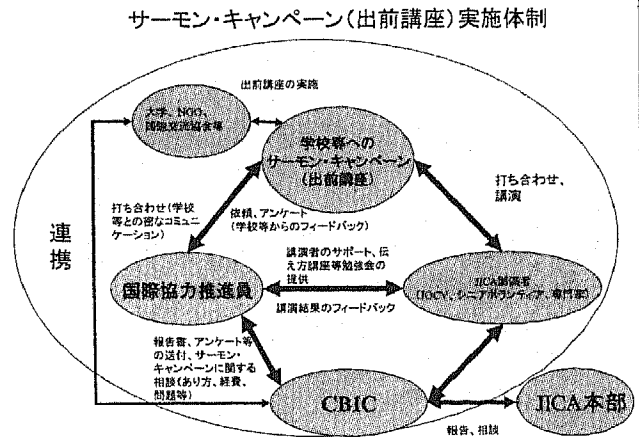 サーモン・キャンペーン(出前講座)実施体制
出前講座の実施
大学、NGO、
国際交流協会等
学校等への
サーモン・キャンペーン
(出前講座)
打ち合わせ(学校
等との密なコミュニ
ケーション)
依頼、アンケート
(学校等からのフィードバック)
打ち合わせ、
講演
連携
講演者のサポート、伝
え方講座等勉強会の
提供
国際協力推進員
JICA講演者
(JOCV、シニアボランティア、専門家)
講演結果のフィードバック
報告書、アンケート等
の送付、サーモン・
キャンペーンに関する
相談(あり方、経費、
問題等)
CBIC
JICA本部
報告、相談